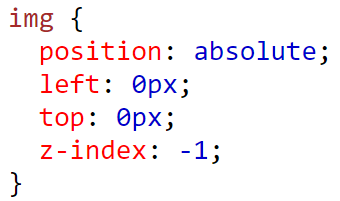 img {
  position: absolute;
  left: 0px;
  top: 0px;
  z-index: -1;
}